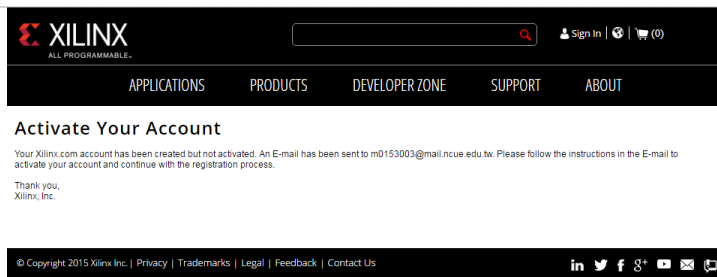 XILINX
ALL PROGRAMMABLE™
Sign In | | (0)
APPLICATIONS PRODUCTS DEVELOPER ZONE SUPPORT ABOUT
Activate Your Account
Your Xilinx.com account has been created but not activated. An E-mail has been sent to m0153003@mail.ncue.edu.tw. Please follow the instructions in the E-mail to
activate your account and continue with the registration process.
Thank you,
Xilinx, Inc.
© Copyright 2015 Xilinx Inc. | Privacy | Trademarks | Legal | Feedback | Contact Us
in f g+